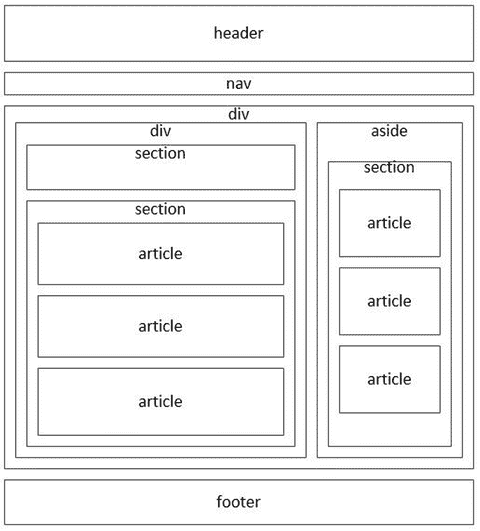 header
nav
div
div
section
section
article
article
article
aside
section
article
article
article
footer